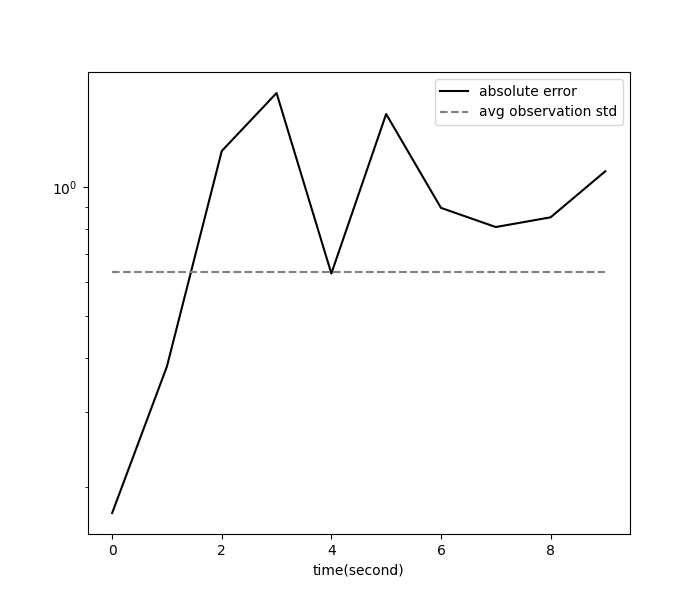 absolute error
avg observation std
10⁰
0 2 4 6 8
time(second)